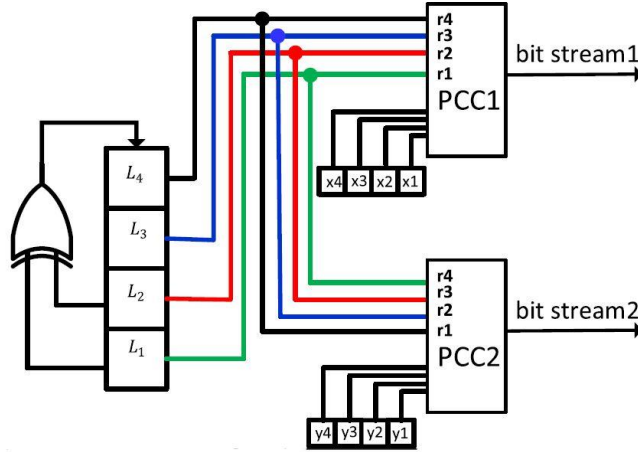 r4
r3
r2
r1
PCC1
bit stream1
x4 x3 x2 x1
L4
L3
L2
L1
r4
r3
r2
r1
PCC2
bit stream2
y4 y3 y2 y1